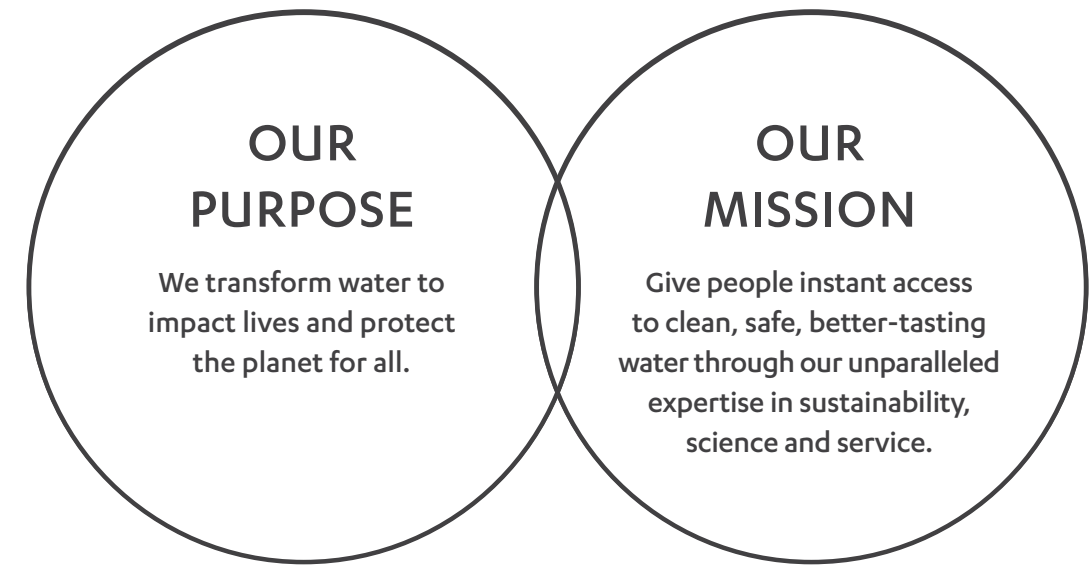 OUR
PURPOSE
We transform water to
impact lives and protect
the planet for all.
OUR
MISSION
Give people instant access
to clean, safe, better-tasting
water through our unparalleled
expertise in sustainability,
science and service.